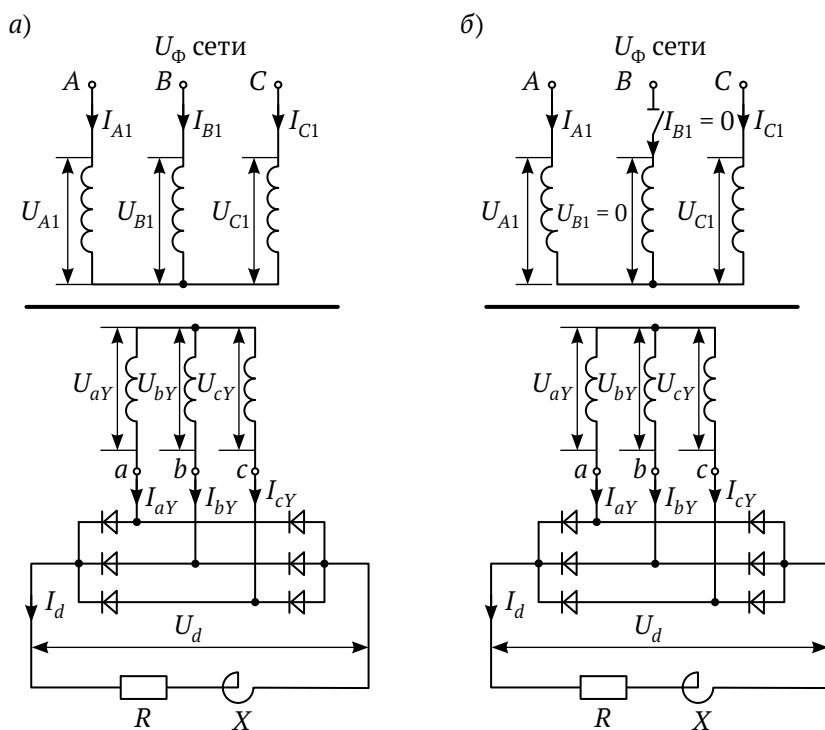 а)
U_Ф сети
A B C
I_A1 I_B1 I_C1
U_A1 U_B1 U_C1
U_aY U_bY U_cY
a b c
I_aY I_bY I_cY
I_d
U_d
R X
б)
U_Ф сети
A B C
I_A1 I_B1 = 0 I_C1
U_A1 U_B1 = 0 U_C1
U_aY U_bY U_cY
a b c
I_aY I_bY I_cY
I_d
U_d
R X